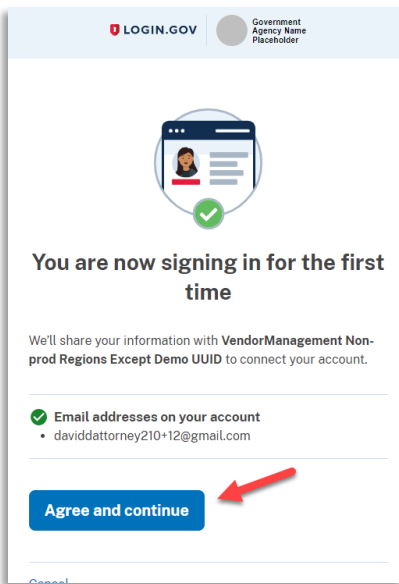 LOGIN.GOV
Government
Agency Name
Placeholder
You are now signing in for the first
time
We'll share your information with VendorManagement Non-
prod Regions Except Demo UUID to connect your account.
Email addresses on your account
• daviddattorney210+12@gmail.com
Agree and continue
Cancel